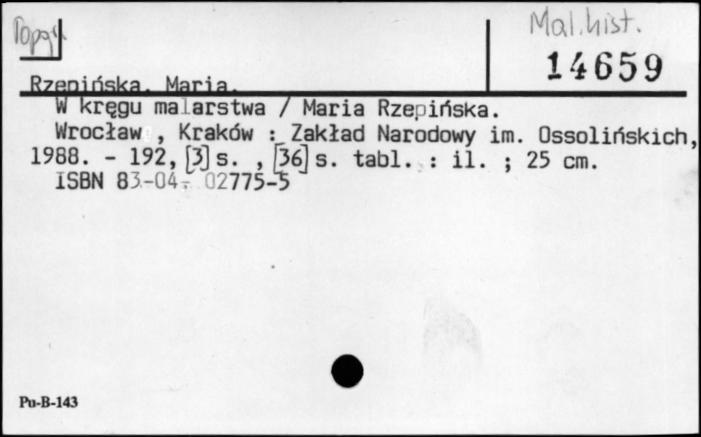 Mal.hist.
14659
Rzepińska, Maria.
W kręgu malarstwa / Maria Rzepińska.
Wrocław , Kraków : Zakład Narodowy im. Ossolińskich,
1988. - 192, [3] s. , [36] s. tabl. : il. ; 25 cm.
ISBN 83-04- 02775-5
Pu-B-143